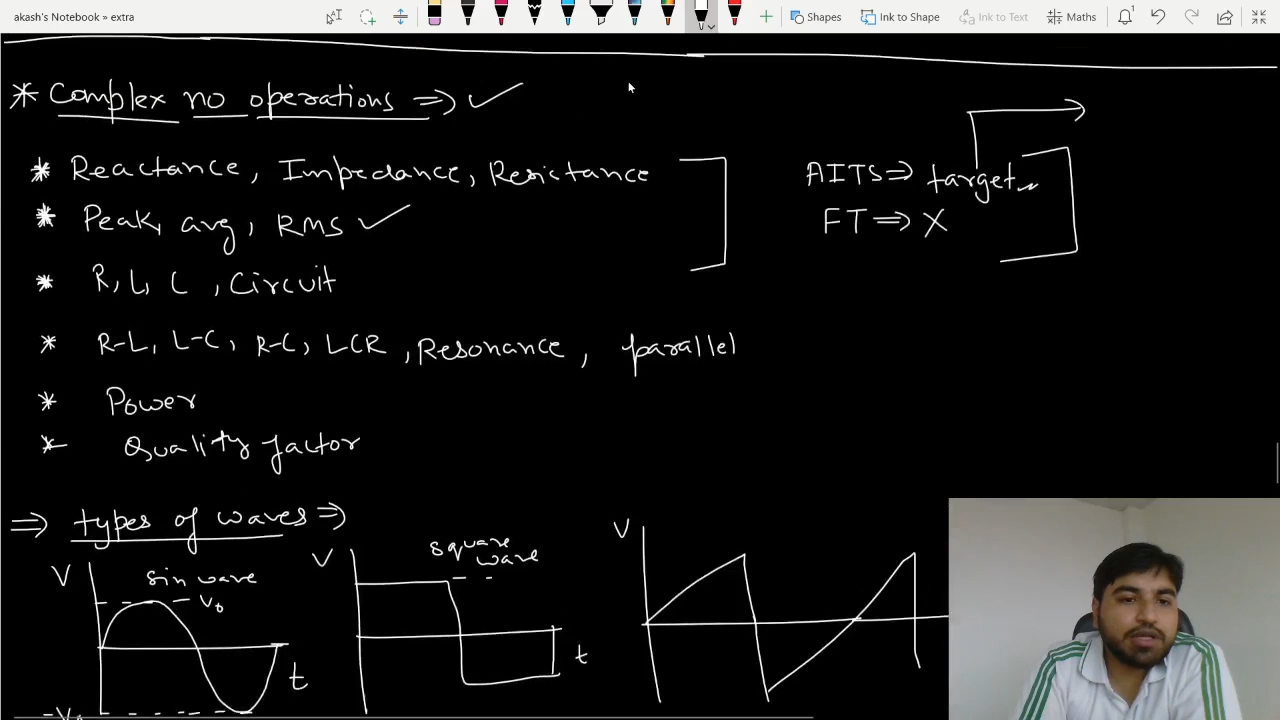 akash's Notebook » extra
Shapes Ink to Shape Ink to Text Maths
* Complex no operations ⇒ ✓
* Reactance, Impedance, Resistance
* Peak, avg, RMS ✓
* R, L, C, Circuit
* R-L, L-C, R-C, LCR, Resonance, parallel
* Power
* Quality factor
AITS ⇒ target
FT ⇒ X
⇒ types of waves ⇒
V sin wave
V₀
t
-V₀
V square wave
t
V